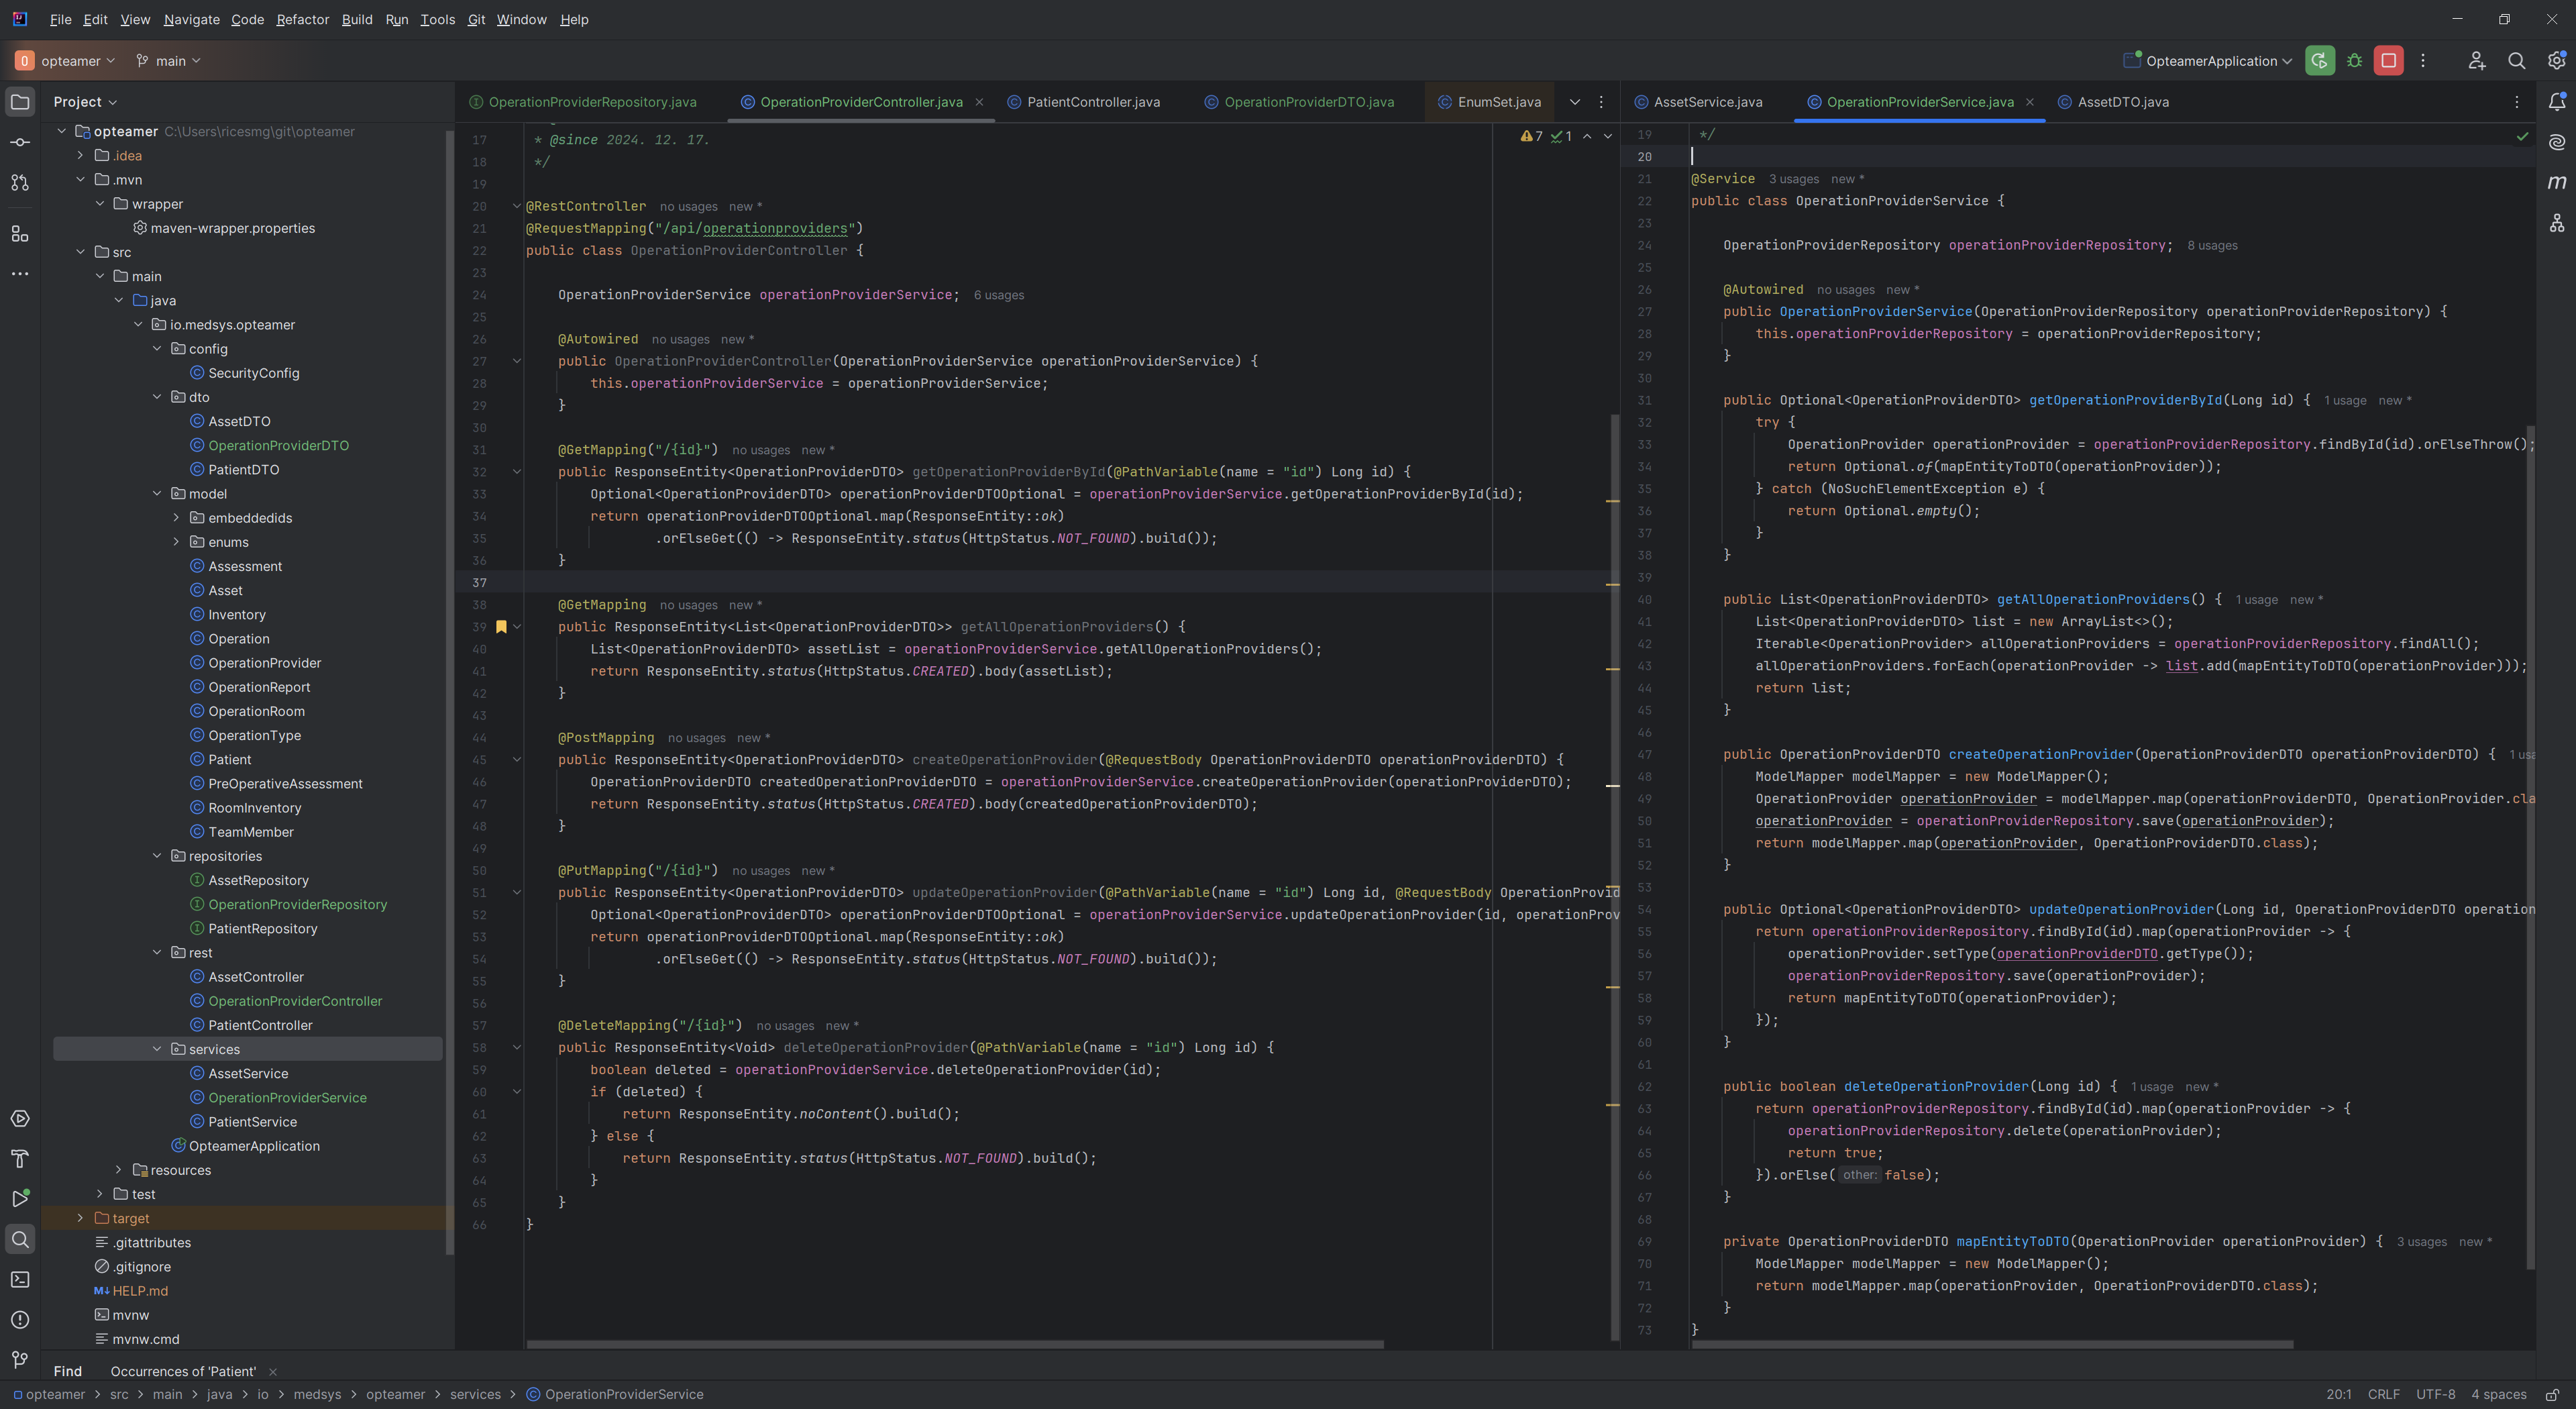 File Edit View Navigate Code Refactor Build Run Tools Git Window Help
O opteamer main OpteamerApplication
Project
opteamer C:\Users\ricesmg\git\opteamer
.idea
.mvn
wrapper
maven-wrapper.properties
src
main
java
io.medsys.opteamer
config
SecurityConfig
dto
AssetDTO
OperationProviderDTO
PatientDTO
model
embeddedids
enums
Assessment
Asset
Inventory
Operation
OperationProvider
OperationReport
OperationRoom
OperationType
Patient
PreOperativeAssessment
RoomInventory
TeamMember
repositories
AssetRepository
OperationProviderRepository
PatientRepository
rest
AssetController
OperationProviderController
PatientController
services
AssetService
OperationProviderService
PatientService
OpteamerApplication
resources
test
target
.gitattributes
.gitignore
M↓ HELP.md
mvnw
mvnw.cmd
OperationProviderRepository.java OperationProviderController.java PatientController.java OperationProviderDTO.java EnumSet.java
7 1
17 * @since 2024. 12. 17.
18 */
19
20 @RestController no usages new *
21 @RequestMapping("/api/operationproviders")
22 public class OperationProviderController {
23
24 OperationProviderService operationProviderService; 6 usages
25
26 @Autowired no usages new *
27 public OperationProviderController(OperationProviderService operationProviderService) {
28 this.operationProviderService = operationProviderService;
29 }
30
31 @GetMapping("/{id}") no usages new *
32 public ResponseEntity<OperationProviderDTO> getOperationProviderById(@PathVariable(name = "id") Long id) {
33 Optional<OperationProviderDTO> operationProviderDTOOptional = operationProviderService.getOperationProviderById(id);
34 return operationProviderDTOOptional.map(ResponseEntity::ok)
35 .orElseGet(() -> ResponseEntity.status(HttpStatus.NOT_FOUND).build());
36 }
37
38 @GetMapping no usages new *
39 public ResponseEntity<List<OperationProviderDTO>> getAllOperationProviders() {
40 List<OperationProviderDTO> assetList = operationProviderService.getAllOperationProviders();
41 return ResponseEntity.status(HttpStatus.CREATED).body(assetList);
42 }
43
44 @PostMapping no usages new *
45 public ResponseEntity<OperationProviderDTO> createOperationProvider(@RequestBody OperationProviderDTO operationProviderDTO) {
46 OperationProviderDTO createdOperationProviderDTO = operationProviderService.createOperationProvider(operationProviderDTO);
47 return ResponseEntity.status(HttpStatus.CREATED).body(createdOperationProviderDTO);
48 }
49
50 @PutMapping("/{id}") no usages new *
51 public ResponseEntity<OperationProviderDTO> updateOperationProvider(@PathVariable(name = "id") Long id, @RequestBody OperationProvid
52 Optional<OperationProviderDTO> operationProviderDTOOptional = operationProviderService.updateOperationProvider(id, operationProv
53 return operationProviderDTOOptional.map(ResponseEntity::ok)
54 .orElseGet(() -> ResponseEntity.status(HttpStatus.NOT_FOUND).build());
55 }
56
57 @DeleteMapping("/{id}") no usages new *
58 public ResponseEntity<Void> deleteOperationProvider(@PathVariable(name = "id") Long id) {
59 boolean deleted = operationProviderService.deleteOperationProvider(id);
60 if (deleted) {
61 return ResponseEntity.noContent().build();
62 } else {
63 return ResponseEntity.status(HttpStatus.NOT_FOUND).build();
64 }
65 }
66 }
AssetService.java OperationProviderService.java AssetDTO.java
19 */
20
21 @Service 3 usages new *
22 public class OperationProviderService {
23
24 OperationProviderRepository operationProviderRepository; 8 usages
25
26 @Autowired no usages new *
27 public OperationProviderService(OperationProviderRepository operationProviderRepository) {
28 this.operationProviderRepository = operationProviderRepository;
29 }
30
31 public Optional<OperationProviderDTO> getOperationProviderById(Long id) { 1 usage new *
32 try {
33 OperationProvider operationProvider = operationProviderRepository.findById(id).orElseThrow();
34 return Optional.of(mapEntityToDTO(operationProvider));
35 } catch (NoSuchElementException e) {
36 return Optional.empty();
37 }
38 }
39
40 public List<OperationProviderDTO> getAllOperationProviders() { 1 usage new *
41 List<OperationProviderDTO> list = new ArrayList<>();
42 Iterable<OperationProvider> allOperationProviders = operationProviderRepository.findAll();
43 allOperationProviders.forEach(operationProvider -> list.add(mapEntityToDTO(operationProvider)));
44 return list;
45 }
46
47 public OperationProviderDTO createOperationProvider(OperationProviderDTO operationProviderDTO) { 1 usa
48 ModelMapper modelMapper = new ModelMapper();
49 OperationProvider operationProvider = modelMapper.map(operationProviderDTO, OperationProvider.cla
50 operationProvider = operationProviderRepository.save(operationProvider);
51 return modelMapper.map(operationProvider, OperationProviderDTO.class);
52 }
53
54 public Optional<OperationProviderDTO> updateOperationProvider(Long id, OperationProviderDTO operation
55 return operationProviderRepository.findById(id).map(operationProvider -> {
56 operationProvider.setType(operationProviderDTO.getType());
57 operationProviderRepository.save(operationProvider);
58 return mapEntityToDTO(operationProvider);
59 });
60 }
61
62 public boolean deleteOperationProvider(Long id) { 1 usage new *
63 return operationProviderRepository.findById(id).map(operationProvider -> {
64 operationProviderRepository.delete(operationProvider);
65 return true;
66 }).orElse( other: false);
67 }
68
69 private OperationProviderDTO mapEntityToDTO(OperationProvider operationProvider) { 3 usages new *
70 ModelMapper modelMapper = new ModelMapper();
71 return modelMapper.map(operationProvider, OperationProviderDTO.class);
72 }
73 }
Find Occurrences of 'Patient'
opteamer > src > main > java > io > medsys > opteamer > services > OperationProviderService
20:1 CRLF UTF-8 4 spaces